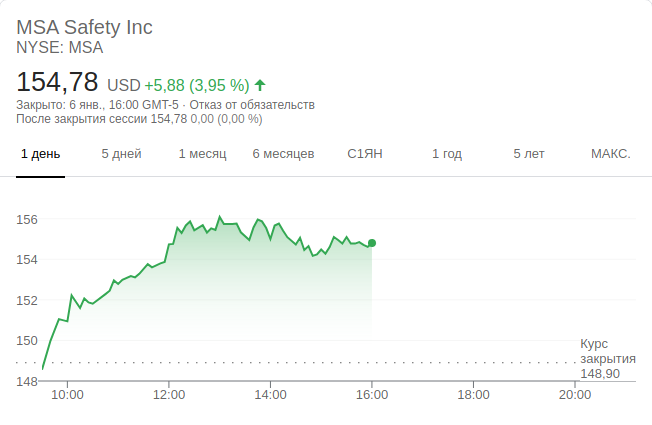 MSA Safety Inc
NYSE: MSA
154,78 USD +5,88 (3,95 %)
Закрыто: 6 янв., 16:00 GMT-5 · Отказ от обязательств
После закрытия сессии 154,78 0,00 (0,00 %)
1 день 5 дней 1 месяц 6 месяцев С1ЯН 1 год 5 лет МАКС.
156
154
152
150
Курс
закрытия
148,90
148
10:00 12:00 14:00 16:00 18:00 20:00